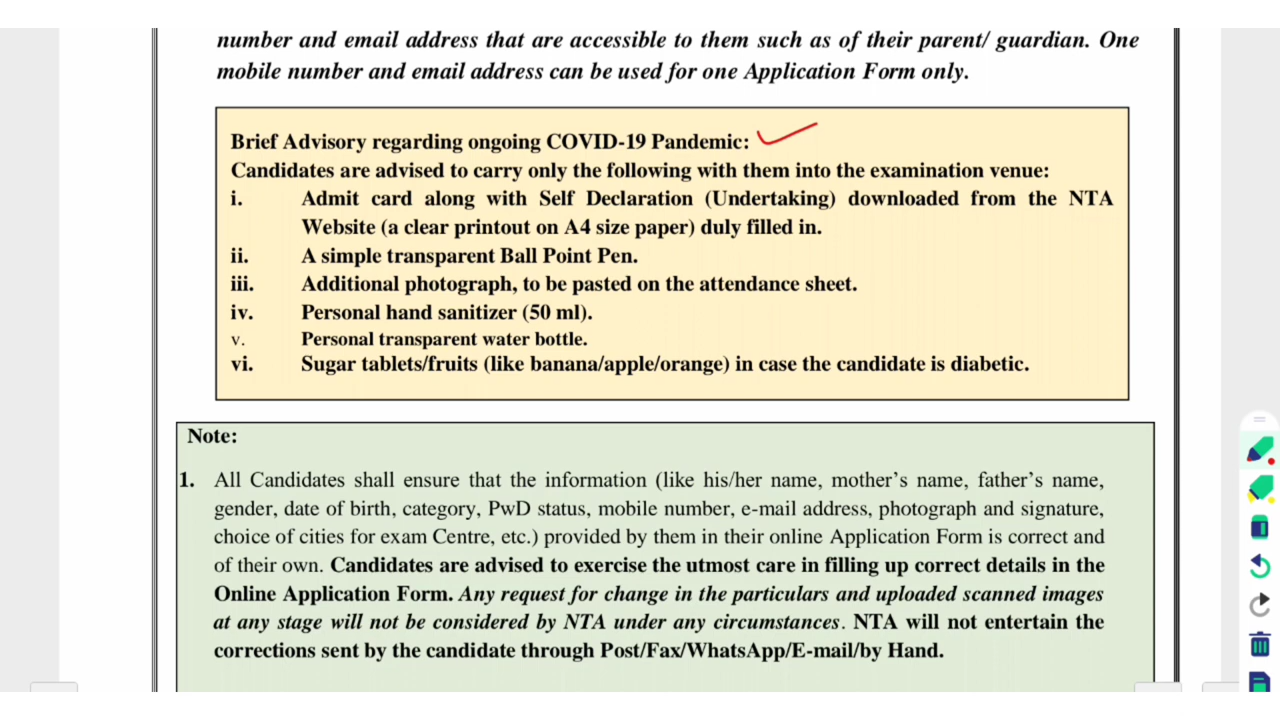 number and email address that are accessible to them such as of their parent/ guardian. One
mobile number and email address can be used for one Application Form only.
Brief Advisory regarding ongoing COVID-19 Pandemic:
Candidates are advised to carry only the following with them into the examination venue:
i. Admit card along with Self Declaration (Undertaking) downloaded from the NTA
Website (a clear printout on A4 size paper) duly filled in.
ii. A simple transparent Ball Point Pen.
iii. Additional photograph, to be pasted on the attendance sheet.
iv. Personal hand sanitizer (50 ml).
v. Personal transparent water bottle.
vi. Sugar tablets/fruits (like banana/apple/orange) in case the candidate is diabetic.
Note:
1. All Candidates shall ensure that the information (like his/her name, mother’s name, father’s name,
gender, date of birth, category, PwD status, mobile number, e-mail address, photograph and signature,
choice of cities for exam Centre, etc.) provided by them in their online Application Form is correct and
of their own. Candidates are advised to exercise the utmost care in filling up correct details in the
Online Application Form. Any request for change in the particulars and uploaded scanned images
at any stage will not be considered by NTA under any circumstances. NTA will not entertain the
corrections sent by the candidate through Post/Fax/WhatsApp/E-mail/by Hand.